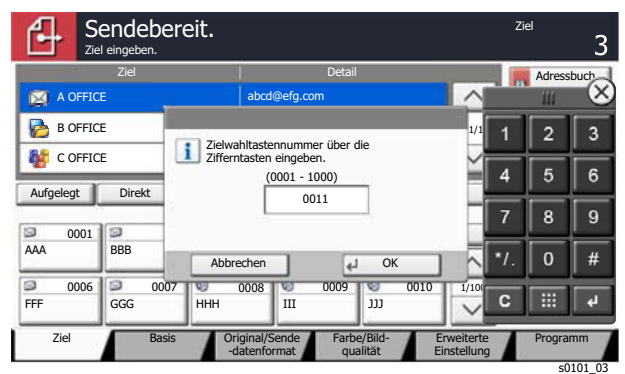 Sendebereit.
Ziel eingeben.
Ziel
3
Ziel Detail
Adressbuch
A OFFICE abcd@efg.com
B OFFICE
C OFFICE
1/1
Zielwahltastennummer über die
Zifferntasten eingeben.
(0001 - 1000)
0011
Abbrechen OK
Aufgelegt Direkt
0001
AAA BBB
0006 0007 0008 0009 0010
FFF GGG HHH III JJJ
1/100
1 2 3
4 5 6
7 8 9
*/. 0 #
C
Ziel Basis Original/Sende
-datenformat Farbe/Bild-
qualität Erweiterte
Einstellung Programm
s0101_03